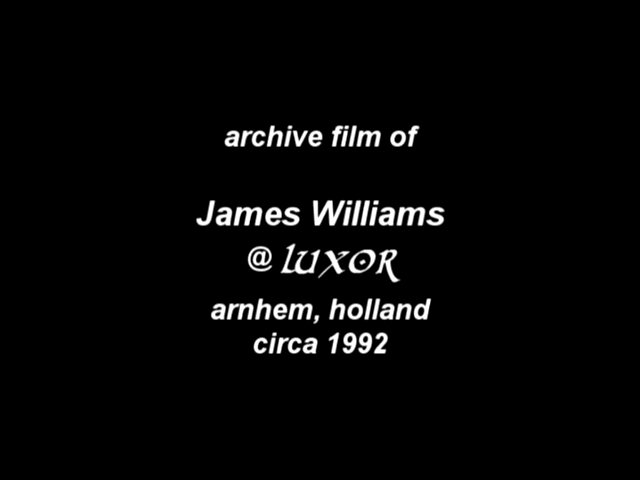 archive film of
James Williams
@ LUXOR
arnhem, holland
circa 1992